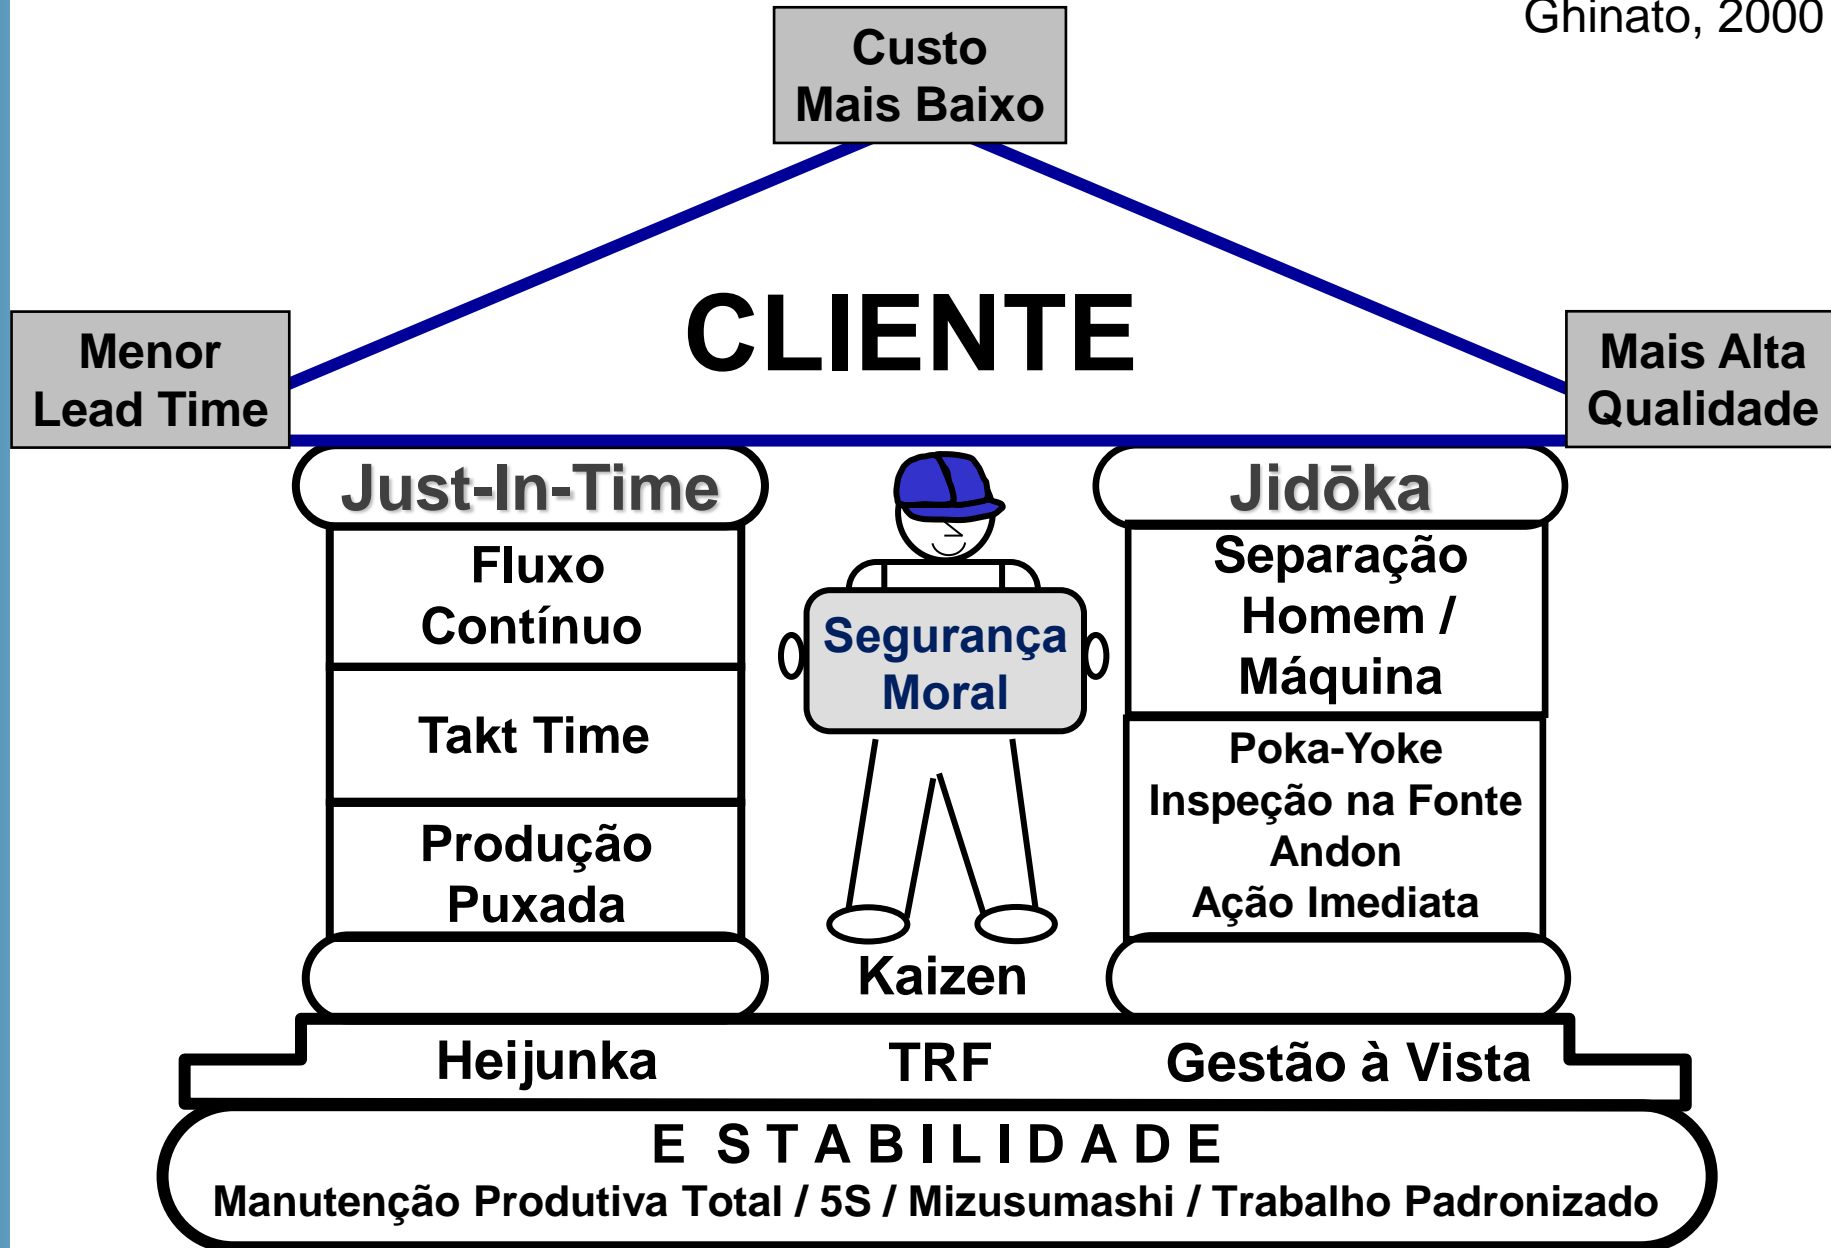 Ghinato, 2000
Custo
Mais Baixo
CLIENTE
Menor
Lead Time
Mais Alta
Qualidade
Just-In-Time
Fluxo
Contínuo
Takt Time
Produção
Puxada
Segurança
Moral
Kaizen
Jidōka
Separação
Homem /
Máquina
Poka-Yoke
Inspeção na Fonte
Andon
Ação Imediata
Heijunka TRF Gestão à Vista
E S T A B I L I D A D E
Manutenção Produtiva Total / 5S / Mizusumashi / Trabalho Padronizado